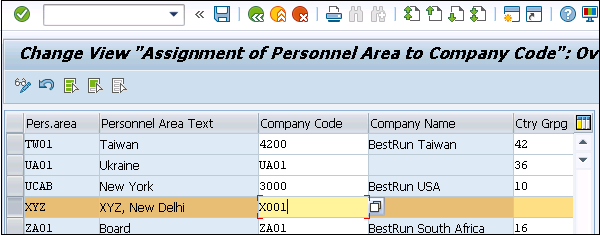 Change View "Assignment of Personnel Area to Company Code": Ov
Pers.area Personnel Area Text Company Code Company Name Ctry Grpg
TW01 Taiwan 4200 BestRun Taiwan 42
UA01 Ukraine UA01 36
UCAB New York 3000 BestRun USA 10
XYZ XYZ, New Delhi X001
ZA01 Board ZA01 BestRun South Africa 16